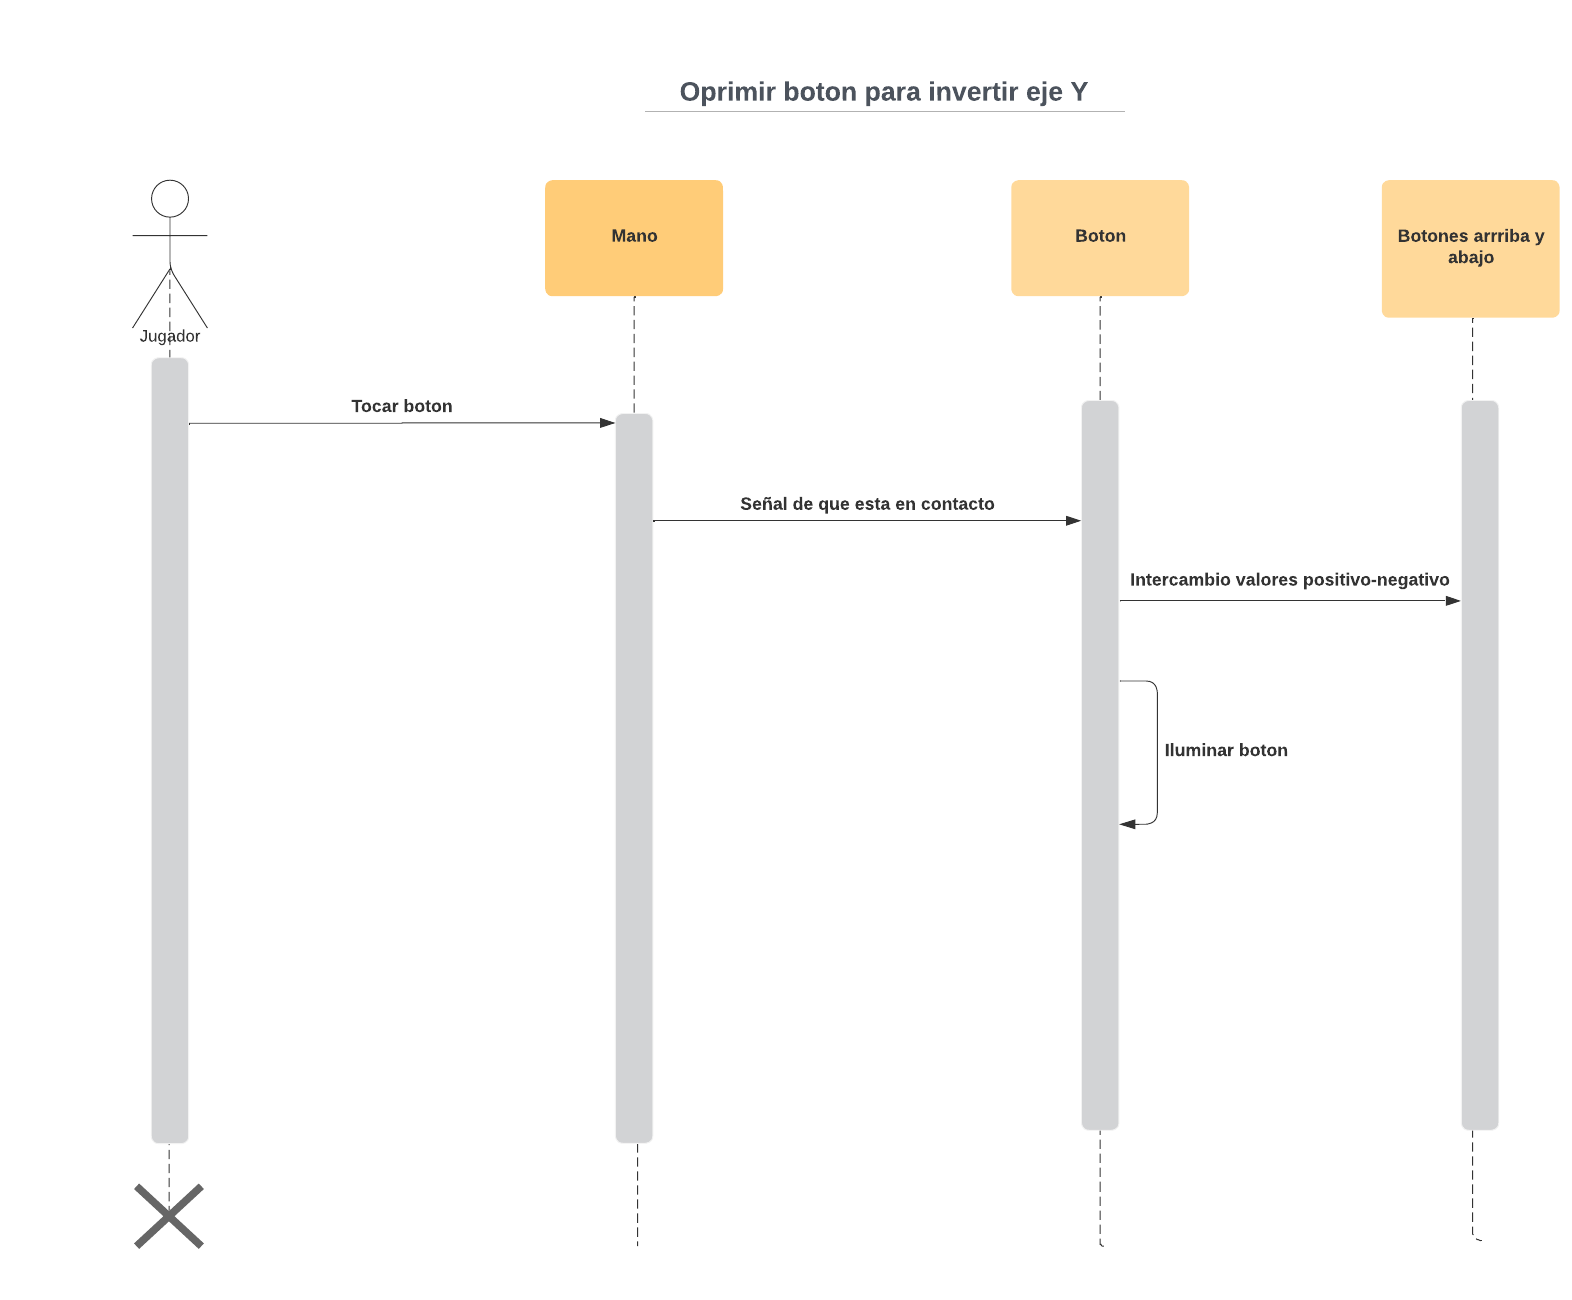 Oprimir boton para invertir eje Y
Jugador
Mano
Boton
Botones arrriba y
abajo
Tocar boton
Señal de que esta en contacto
Intercambio valores positivo-negativo
Iluminar boton